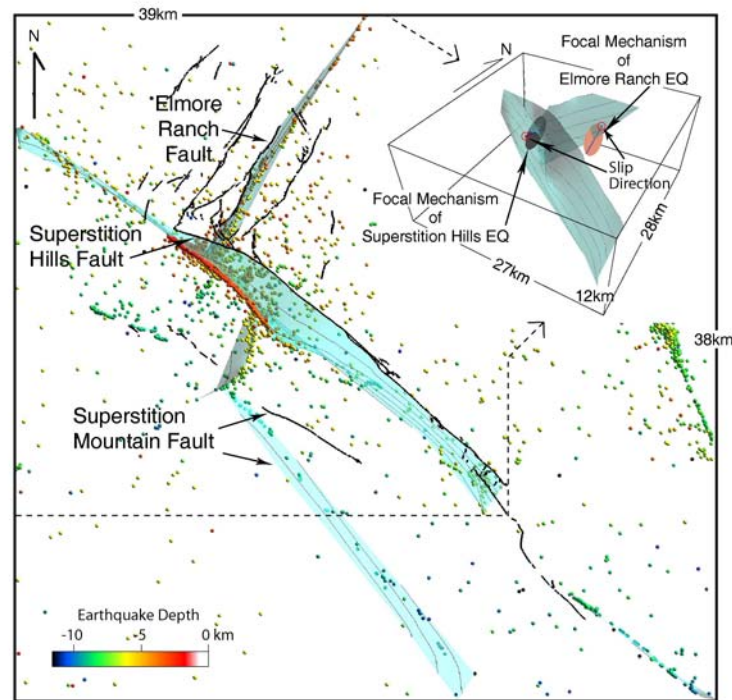 39km
N
Elmore
Ranch
Fault
Superstition
Hills Fault
Superstition
Mountain Fault
Earthquake Depth
-10 -5 0 km
N
Focal Mechanism
of
Elmore Ranch EQ
Slip
Direction
Focal Mechanism
of
Superstition Hills EQ
27km
12km
28km
38km